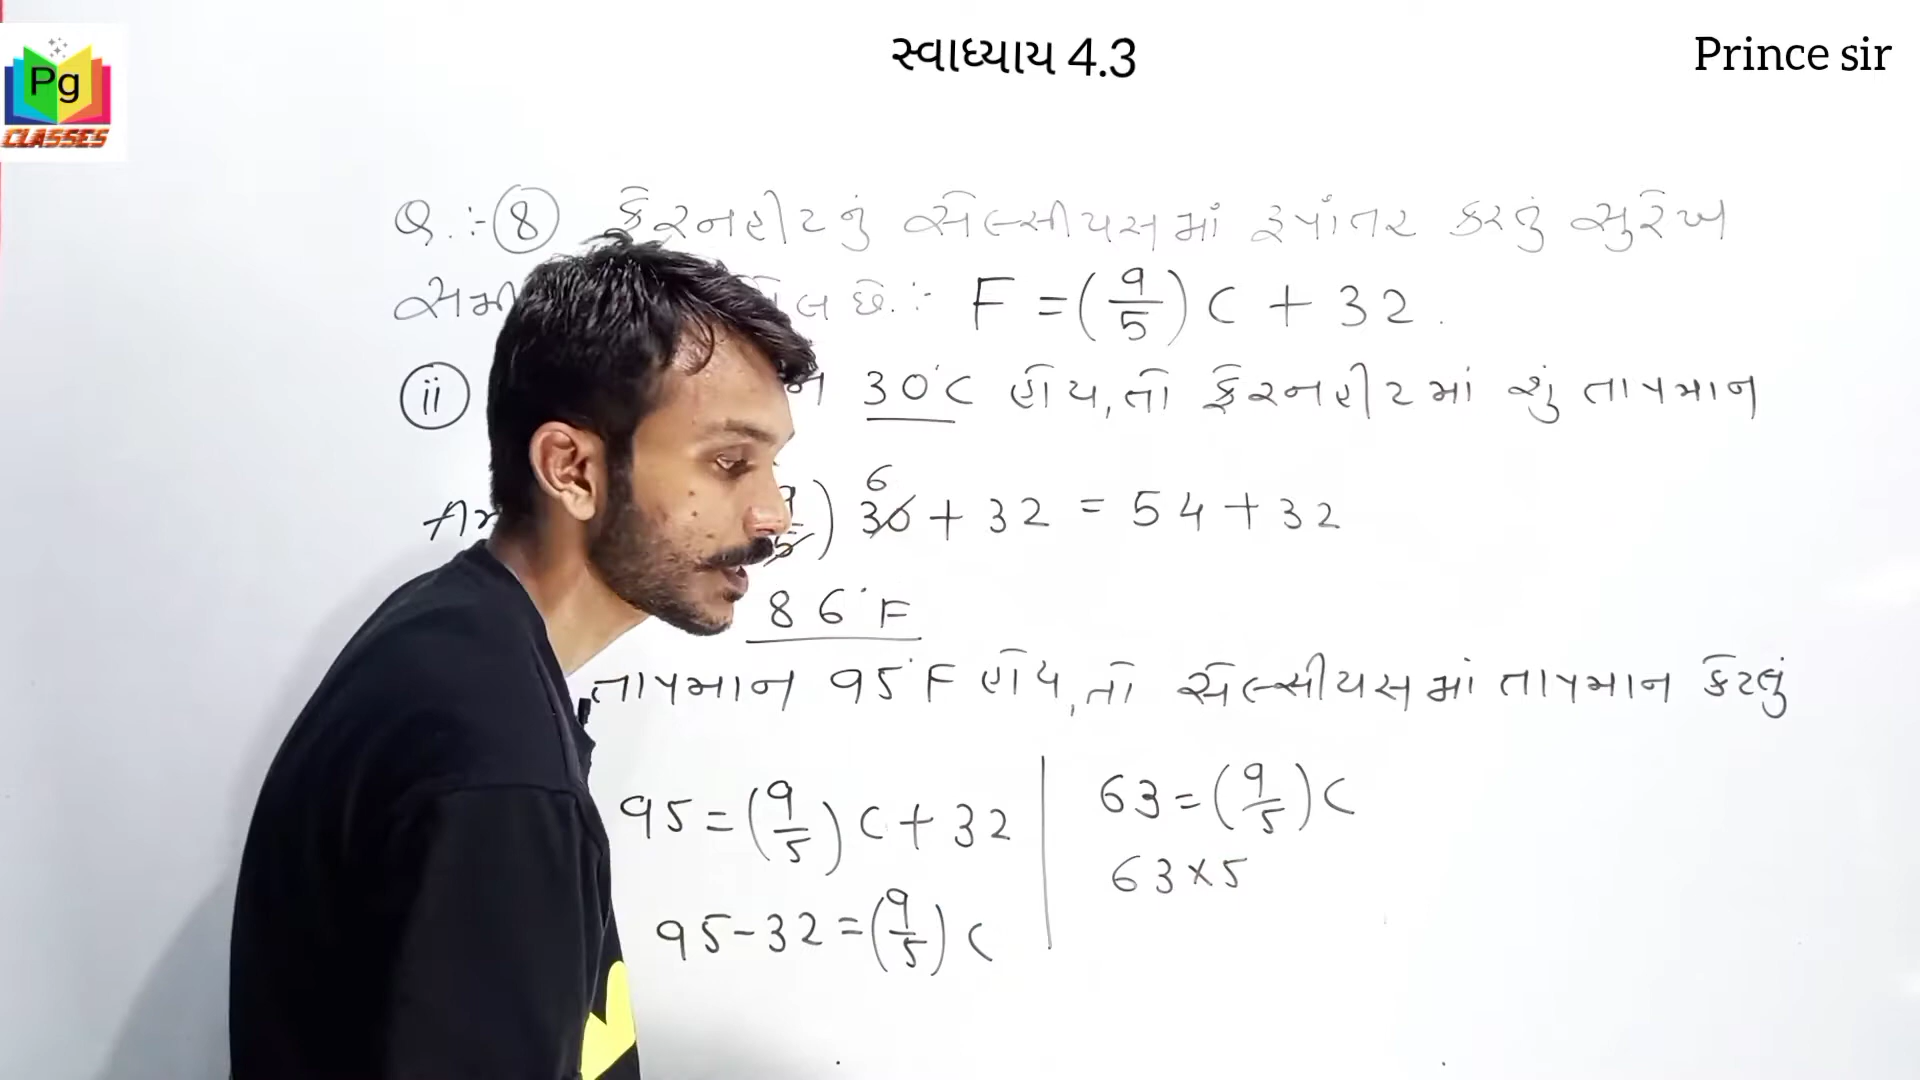 Pg
CLASSES
સ્વાધ્યાય 4.3
Prince sir
Q.:- 8 ફેરનહીટનું સેલ્સીયસમાં રૂપાંતર કરતું સુરેખ
છે.:- F = (9/5) C + 32.
ii 30°C હોય, તો ફેરનહીટમાં શું તાપમાન
30 6 + 32 = 54 + 32
86°F
તાપમાન 95°F હોય, તો સેલ્સીયસમાં તાપમાન કેટલું
95 = (9/5) C + 32
95 - 32 = (9/5) C
63 = (9/5) C
63 × 5